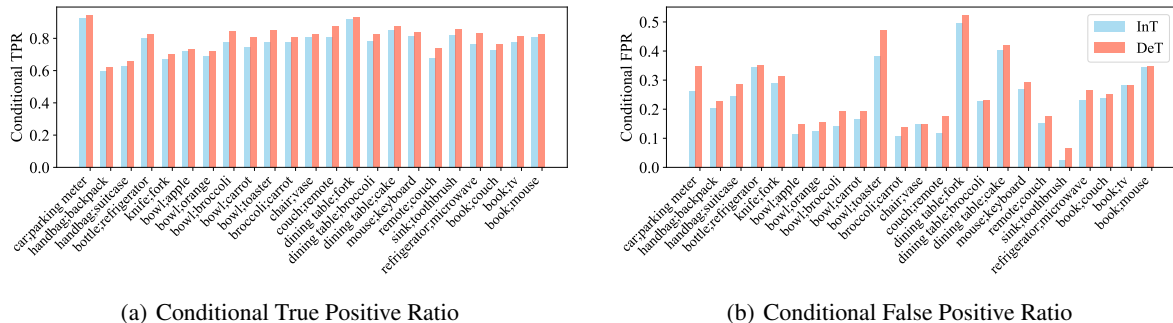 Conditional TPR
0.8
0.6
0.4
0.2
0.0
car;parking meter
handbag;backpack
handbag;suitcase
bottle;refrigerator
knife;fork
bowl;apple
bowl;orange
bowl;broccoli
bowl;carrot
bowl;toaster
broccoli;carrot
chair;vase
couch;remote
dining table;fork
dining table;broccoli
dining table;cake
mouse;keyboard
remote;couch
sink;toothbrush
refrigerator;microwave
book;couch
book;tv
book;mouse
(a) Conditional True Positive Ratio
Conditional FPR
0.5
0.4
0.3
0.2
0.1
0.0
InT
DeT
car;parking meter
handbag;backpack
handbag;suitcase
bottle;refrigerator
knife;fork
bowl;apple
bowl;orange
bowl;broccoli
bowl;carrot
bowl;toaster
broccoli;carrot
chair;vase
couch;remote
dining table;fork
dining table;broccoli
dining table;cake
mouse;keyboard
remote;couch
sink;toothbrush
refrigerator;microwave
book;couch
book;tv
book;mouse
(b) Conditional False Positive Ratio